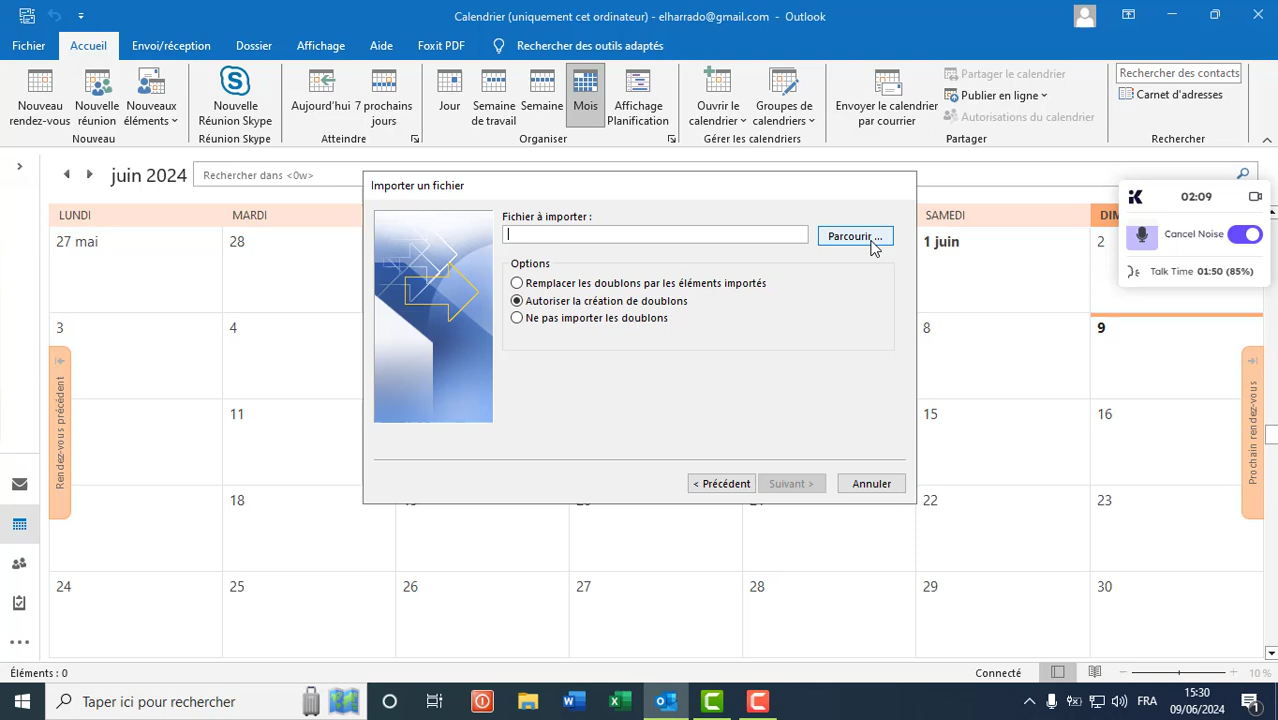 Calendrier (uniquement cet ordinateur) - elharrado@gmail.com - Outlook
Fichier Accueil Envoi/réception Dossier Affichage Aide Foxit PDF Rechercher des outils adaptés
Nouveau rendez-vous
Nouvelle réunion
Nouveaux éléments
Nouveau
Nouvelle Réunion Skype
Réunion Skype
Aujourd'hui
7 prochains jours
Atteindre
Jour
Semaine de travail
Semaine
Mois
Affichage Planification
Organiser
Ouvrir le calendrier
Groupes de calendriers
Gérer les calendriers
Envoyer le calendrier par courrier
Partager le calendrier
Publier en ligne
Autorisations du calendrier
Partager
Rechercher des contacts
Carnet d'adresses
Rechercher
juin 2024
Rechercher dans <0w>
LUNDI MARDI SAMEDI DIM
27 mai 28 1 juin 2
3 4 8 9
11 15 16
18 22 23
24 25 26 27 28 29 30
Rendez-vous précédent
Prochain rendez-vous
Importer un fichier
Fichier à importer :
Parcourir ...
Options
Remplacer les doublons par les éléments importés
Autoriser la création de doublons
Ne pas importer les doublons
< Précédent Suivant > Annuler
02:09
Cancel Noise
Talk Time 01:50 (85%)
Éléments : 0 Connecté 10 %
Taper ici pour rechercher
FRA
15:30
09/06/2024
1